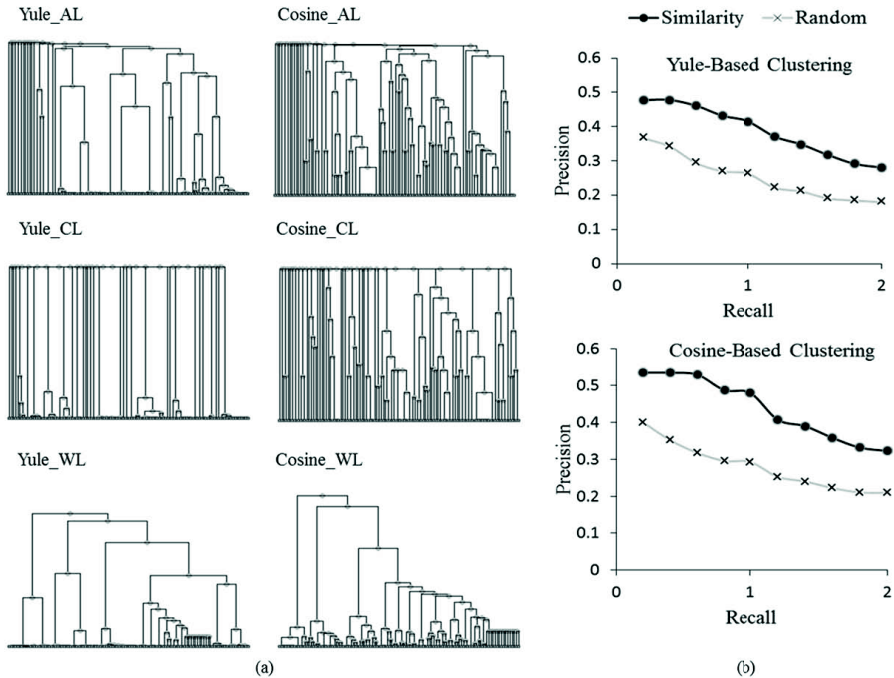 Yule_AL
Cosine_AL
Yule_CL
Cosine_CL
Yule_WL
Cosine_WL
(a)
Similarity Random
Yule-Based Clustering
0.6
0.5
0.4
0.3
0.2
0.1
0
Precision
0 1 2
Recall
Cosine-Based Clustering
0.6
0.5
0.4
0.3
0.2
0.1
0
Precision
0 1 2
Recall
(b)